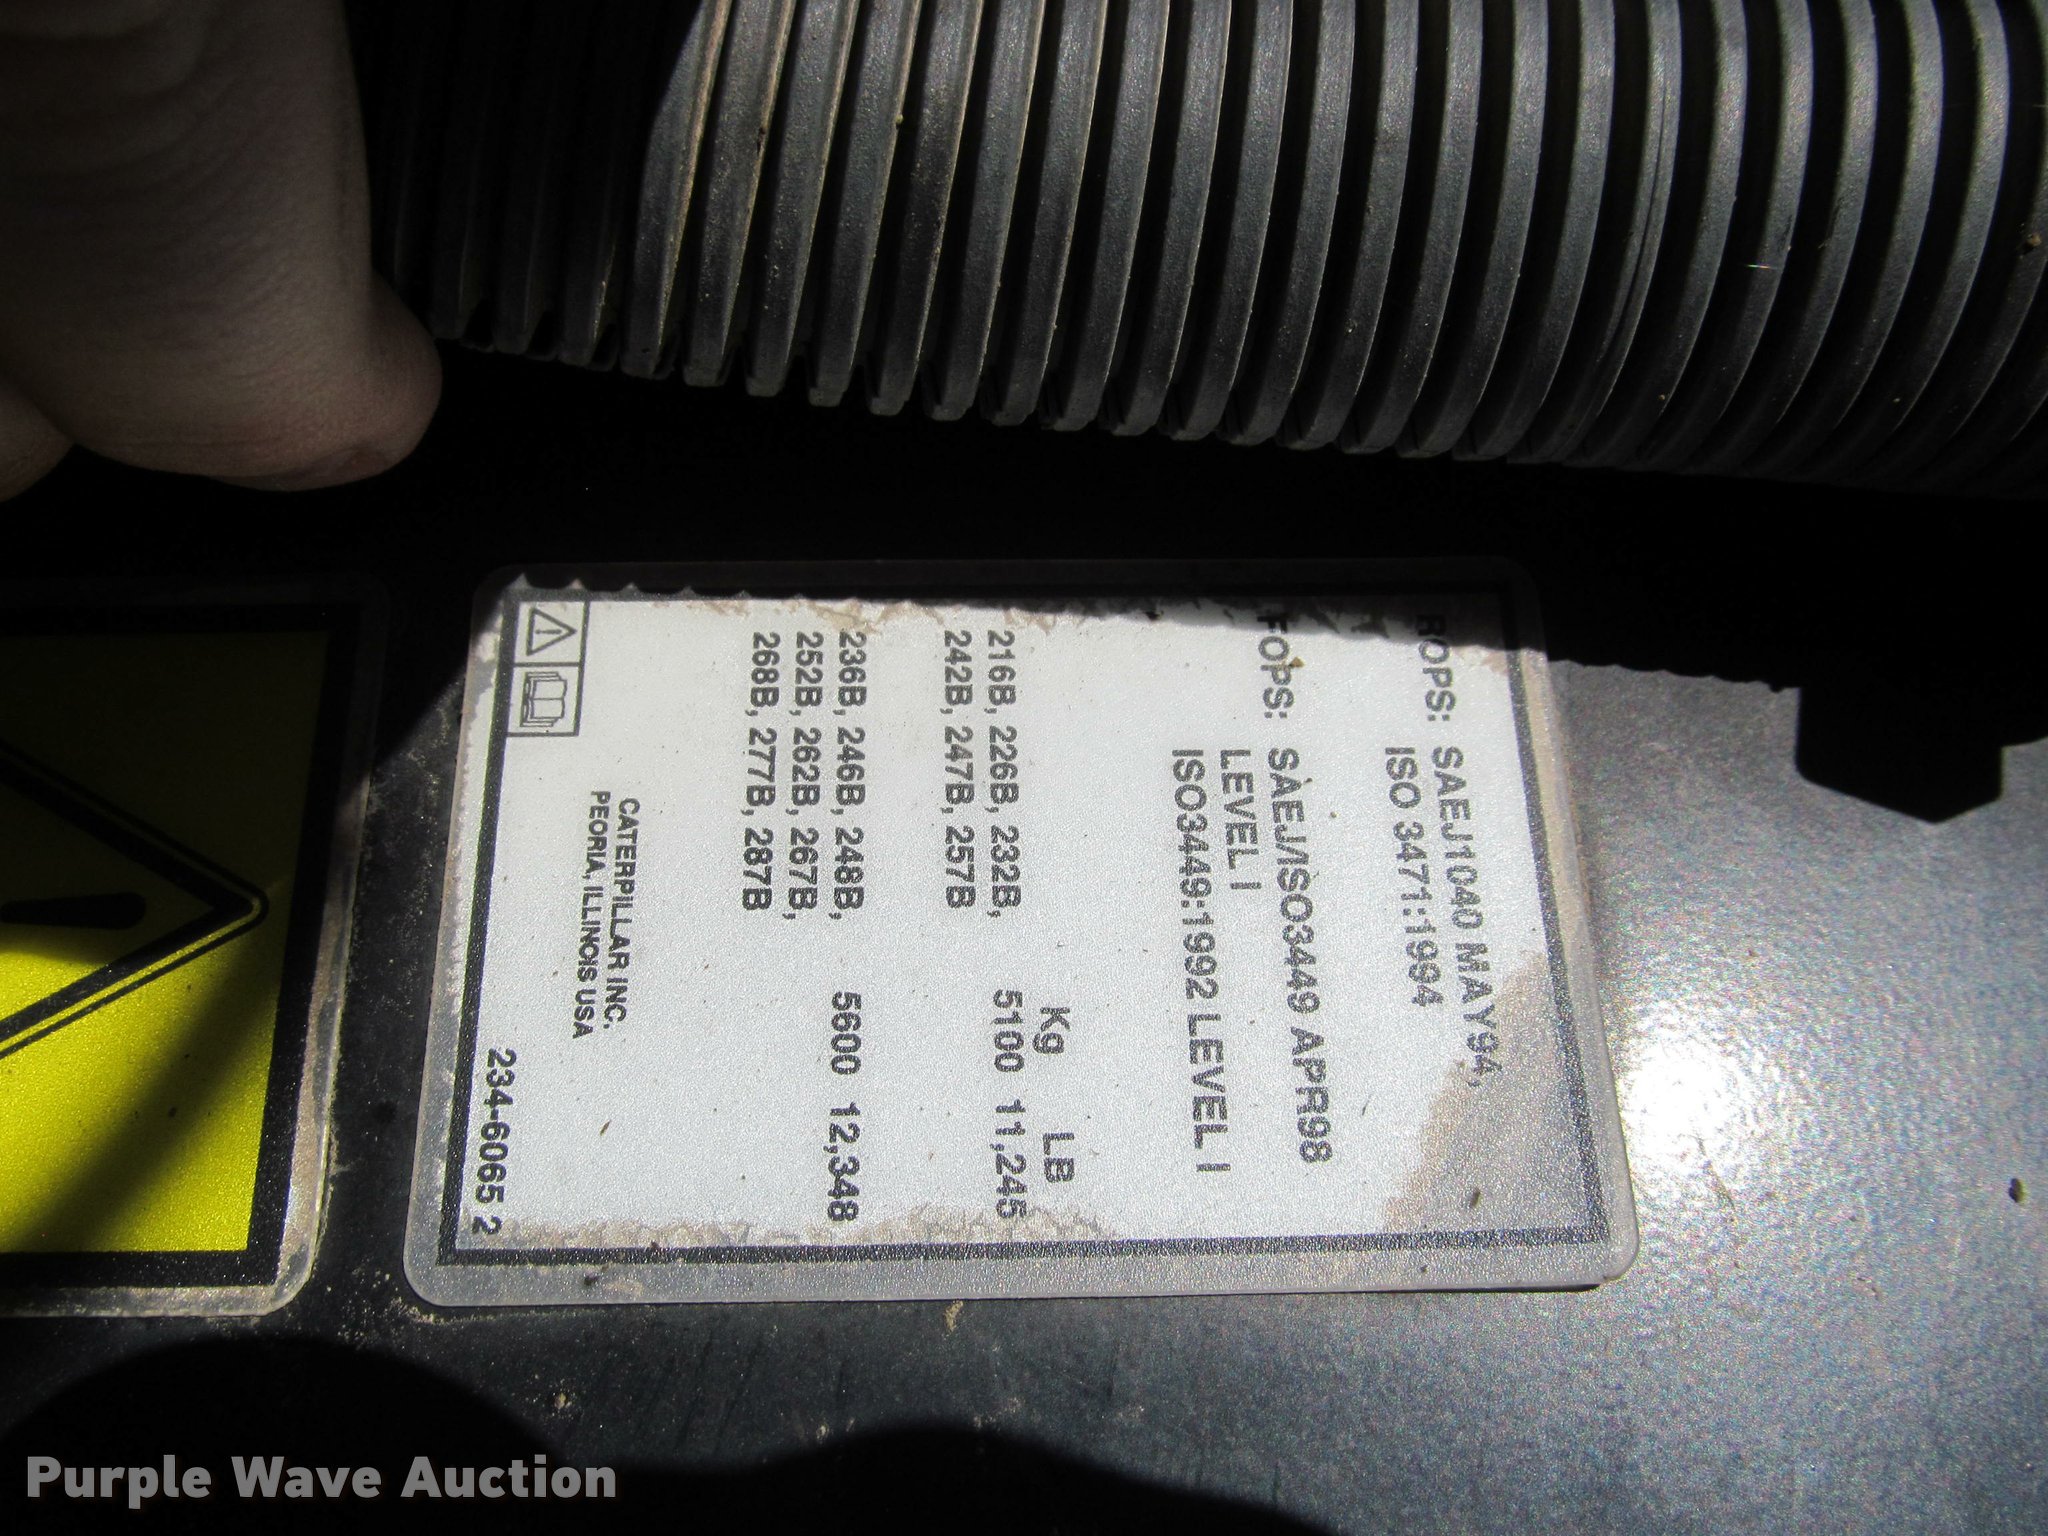 ROPS: SAEJ1040 MAY94,
ISO 3471:1994
FOPS: SAEJ/ISO3449 APR98
LEVEL I
ISO3449:1992 LEVEL I
Kg LB
216B, 226B, 232B, 5100 11,245
242B, 247B, 257B
236B, 246B, 248B, 5600 12,348
252B, 262B, 267B,
268B, 277B, 287B
CATERPILLAR INC.
PEORIA, ILLINOIS USA
234-6065 2
Purple Wave Auction